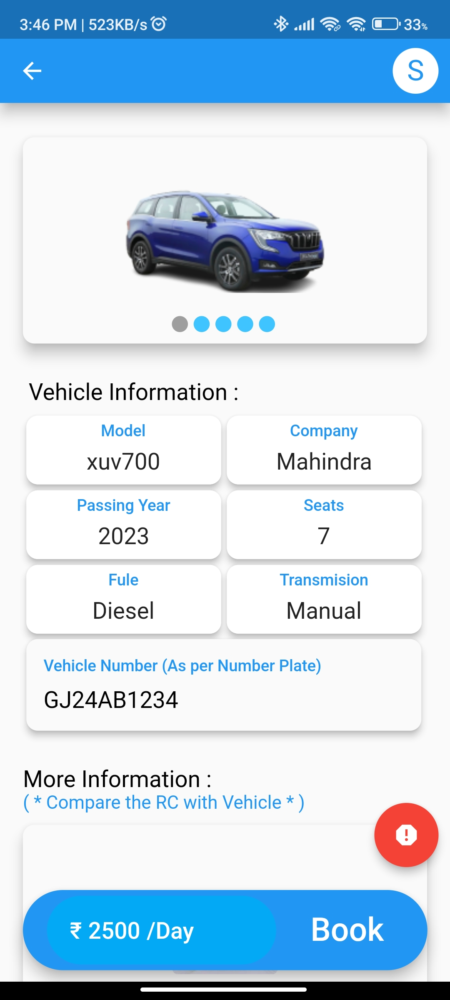 3:46 PM | 523KB/s
33%
S
Vehicle Information :
Model
Company
xuv700
Mahindra
Passing Year
Seats
2023
7
Fule
Transmision
Diesel
Manual
Vehicle Number (As per Number Plate)
GJ24AB1234
More Information :
( * Compare the RC with Vehicle * )
₹ 2500 /Day
Book